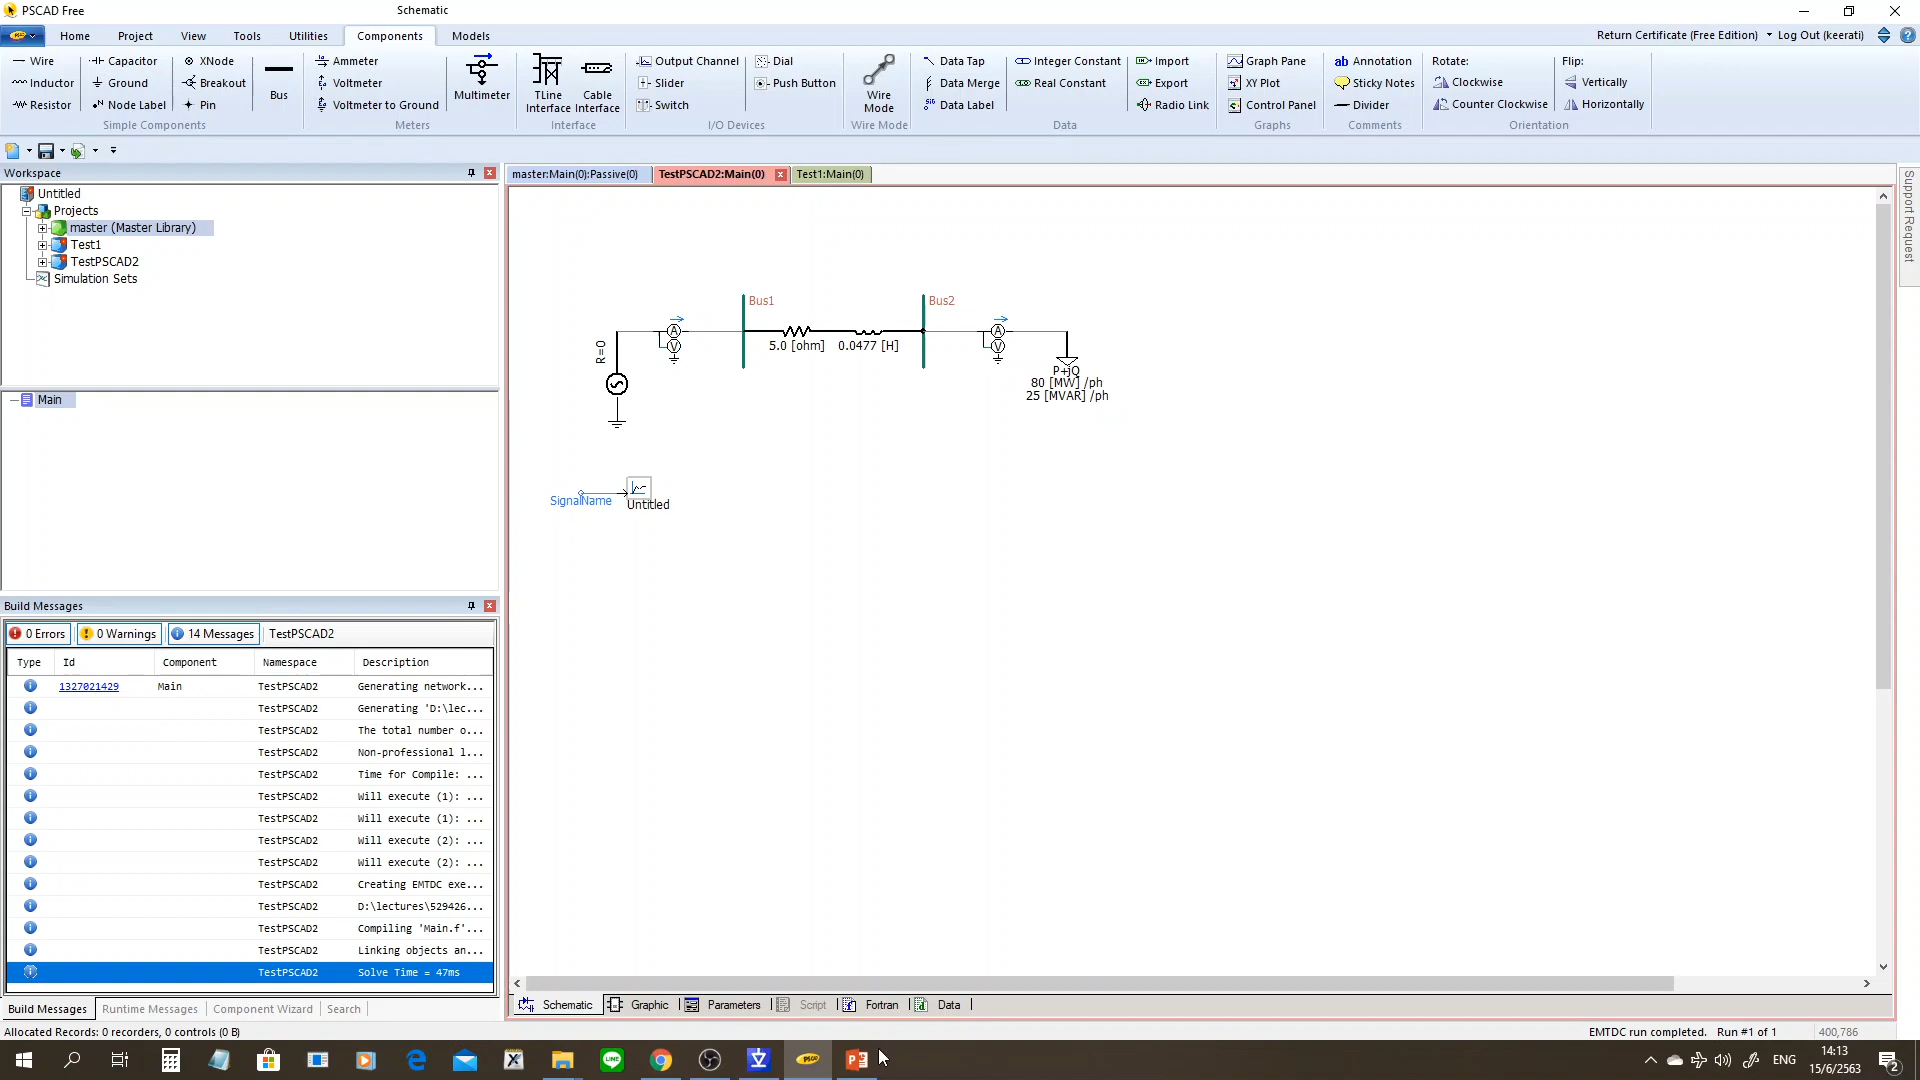 PSCAD Free
Schematic
Home Project View Tools Utilities Components Models
Return Certificate (Free Edition) Log Out (keerati)
Wire Capacitor XNode
Inductor Ground Breakout
Resistor Node Label Pin
Bus
Simple Components
Ammeter
Voltmeter
Voltmeter to Ground
Multimeter
Meters
TLine Interface
Cable Interface
Interface
Output Channel Dial
Slider Push Button
Switch
I/O Devices
Wire Mode
Wire Mode
Data Tap Integer Constant Import
Data Merge Real Constant Export
Data Label Radio Link
Data
Graph Pane
XY Plot
Control Panel
Graphs
ab Annotation
Sticky Notes
Divider
Comments
Rotate: Flip:
Clockwise Vertically
Counter Clockwise Horizontally
Orientation
Workspace
Untitled
Projects
master (Master Library)
Test1
TestPSCAD2
Simulation Sets
Main
master:Main(0):Passive(0) TestPSCAD2:Main(0) Test1:Main(0)
Support Request
Bus1
Bus2
A
V
A
V
R=0
5.0 [ohm] 0.0477 [H]
P+jQ
80 [MW] /ph
25 [MVAR] /ph
SignalName
Untitled
Build Messages
0 Errors 0 Warnings 14 Messages TestPSCAD2
Type Id Component Namespace Description
1327021429 Main TestPSCAD2 Generating network...
TestPSCAD2 Generating 'D:\lec...
TestPSCAD2 The total number o...
TestPSCAD2 Non-professional l...
TestPSCAD2 Time for Compile: ...
TestPSCAD2 Will execute (1): ...
TestPSCAD2 Will execute (1): ...
TestPSCAD2 Will execute (2): ...
TestPSCAD2 Will execute (2): ...
TestPSCAD2 Creating EMTDC exe...
TestPSCAD2 D:\lectures\529426...
TestPSCAD2 Compiling 'Main.f'...
TestPSCAD2 Linking objects an...
TestPSCAD2 Solve Time = 47ms
Build Messages Runtime Messages Component Wizard Search
Schematic Graphic Parameters Script Fortran Data
Allocated Records: 0 recorders, 0 controls (0 B)
EMTDC run completed. Run #1 of 1 400,786
ENG
14:13
15/6/2563
2